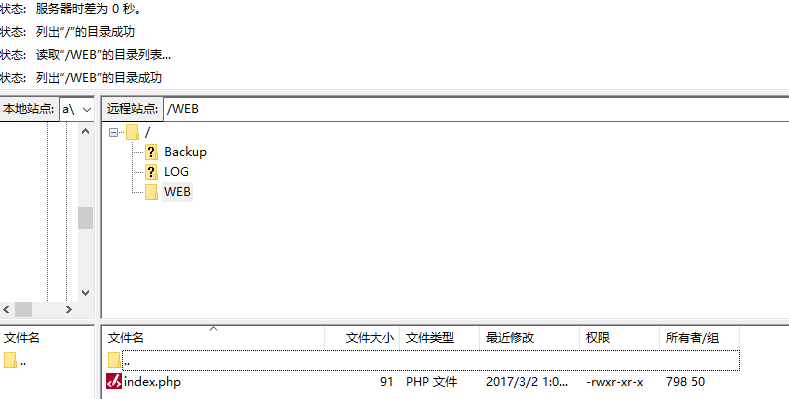 状态: 服务器时差为 0 秒。
状态: 列出“/”的目录成功
状态: 读取“/WEB”的目录列表...
状态: 列出“/WEB”的目录成功
本地站点: a\ 远程站点: /WEB
/
? Backup
? LOG
WEB
文件名 文件名 文件大小 文件类型 最近修改 权限 所有者/组
.. ..
index.php 91 PHP 文件 2017/3/2 1:0... -rwxr-xr-x 798 50